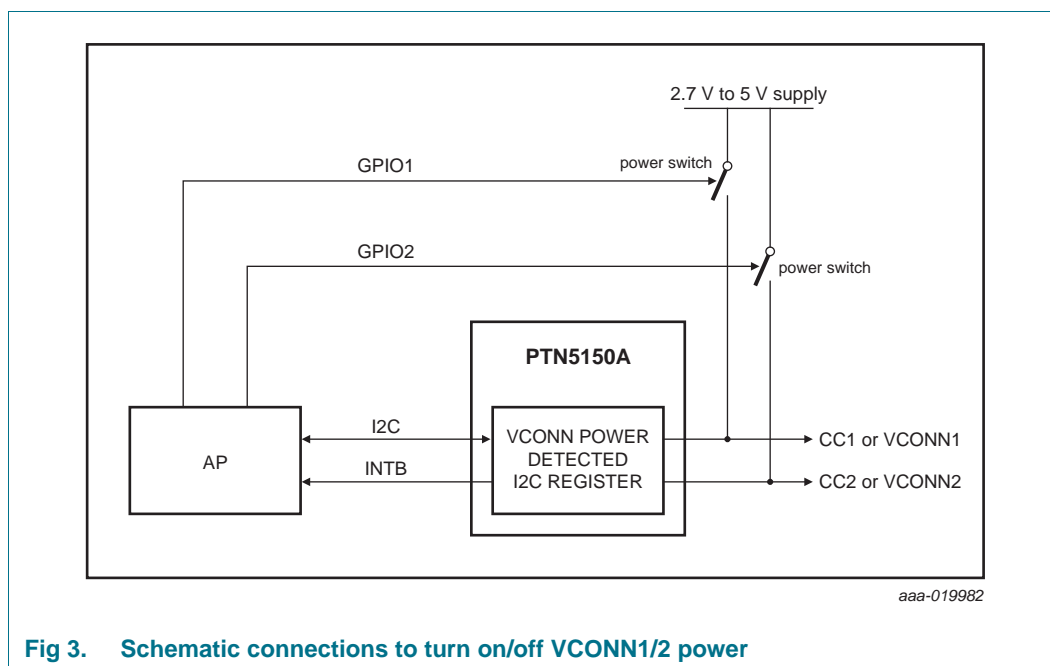 2.7 V to 5 V supply
GPIO1
power switch
GPIO2
power switch
PTN5150A
AP
I2C
INTB
VCONN POWER
DETECTED
I2C REGISTER
CC1 or VCONN1
CC2 or VCONN2
aaa-019982
Fig 3. Schematic connections to turn on/off VCONN1/2 power